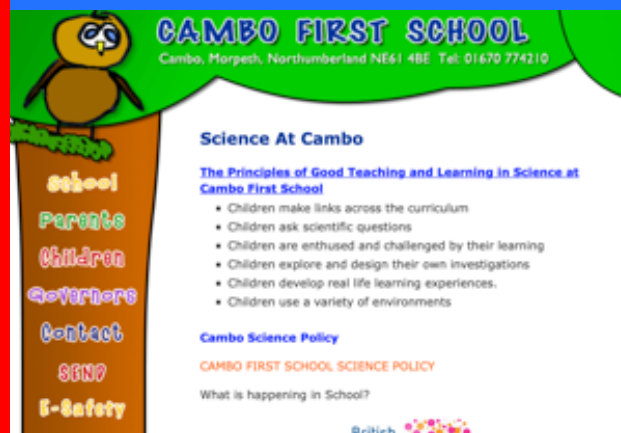 CAMBO FIRST SCHOOL
Cambo, Morpeth, Northumberland NE61 4BE Tel: 01670 774210
Science At Cambo
The Principles of Good Teaching and Learning in Science at
Cambo First School
• Children make links across the curriculum
• Children ask scientific questions
• Children are enthused and challenged by their learning
• Children explore and design their own investigations
• Children develop real life learning experiences.
• Children use a variety of environments
Cambo Science Policy
CAMBO FIRST SCHOOL SCIENCE POLICY
What is happening in School?
British
School
Parents
Children
Governors
Contact
SEND
E-Safety